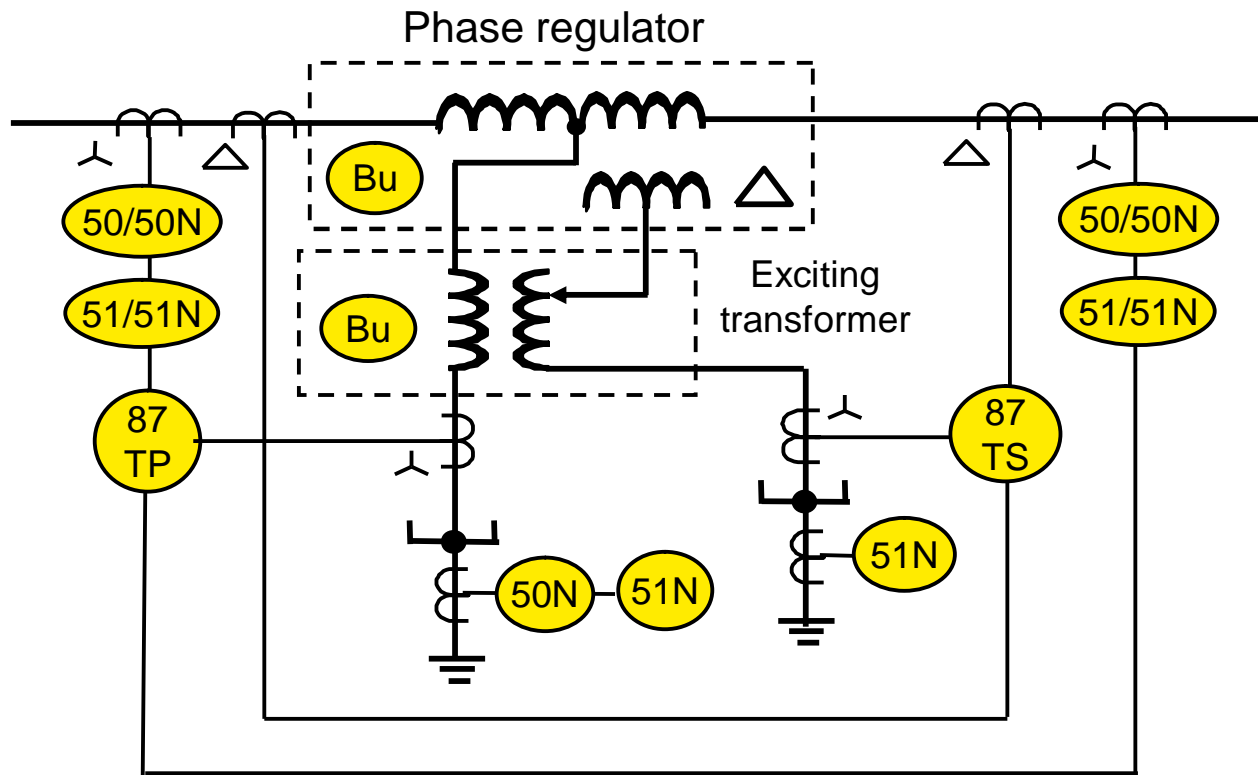 Phase regulator
Bu
50/50N
50/50N
51/51N
Bu
Exciting
transformer
51/51N
87
TP
87
TS
50N
51N
51N